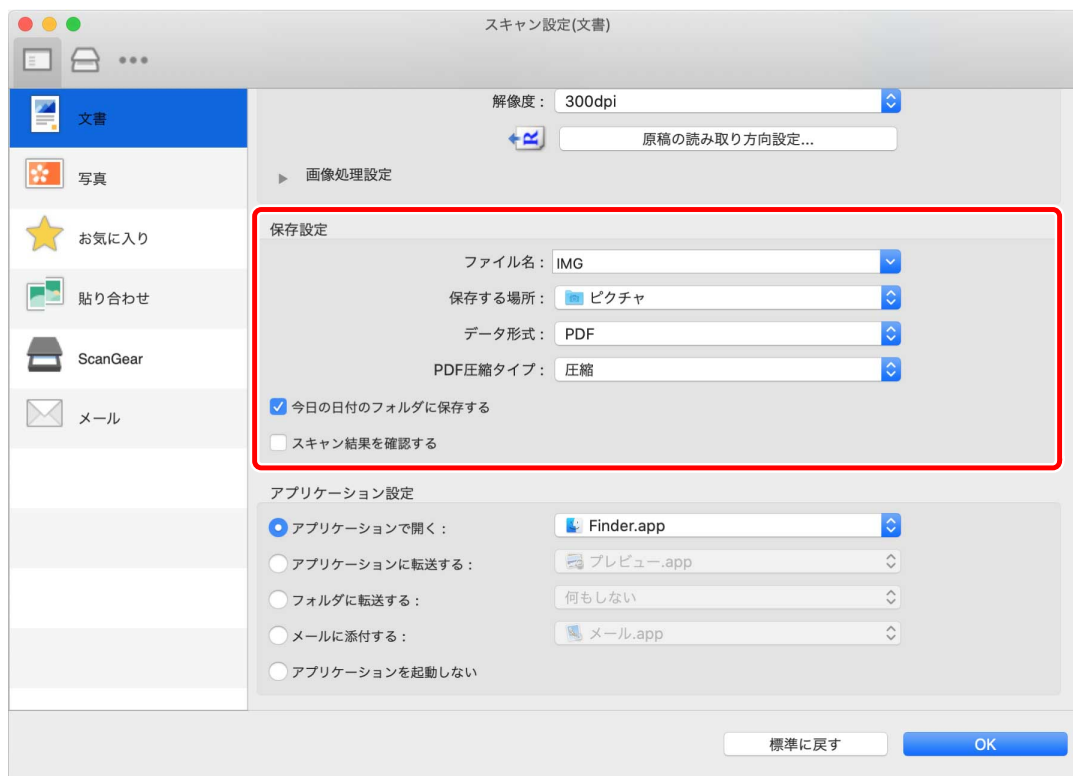 スキャン設定(文書)
文書
写真
お気に入り
貼り合わせ
ScanGear
メール
解像度： 300dpi
原稿の読み取り方向設定...
画像処理設定
保存設定
ファイル名： IMG
保存する場所： ピクチャ
データ形式： PDF
PDF圧縮タイプ： 圧縮
今日の日付のフォルダに保存する
スキャン結果を確認する
アプリケーション設定
アプリケーションで開く： Finder.app
アプリケーションに転送する： プレビュー.app
フォルダに転送する： 何もしない
メールに添付する： メール.app
アプリケーションを起動しない
標準に戻す OK